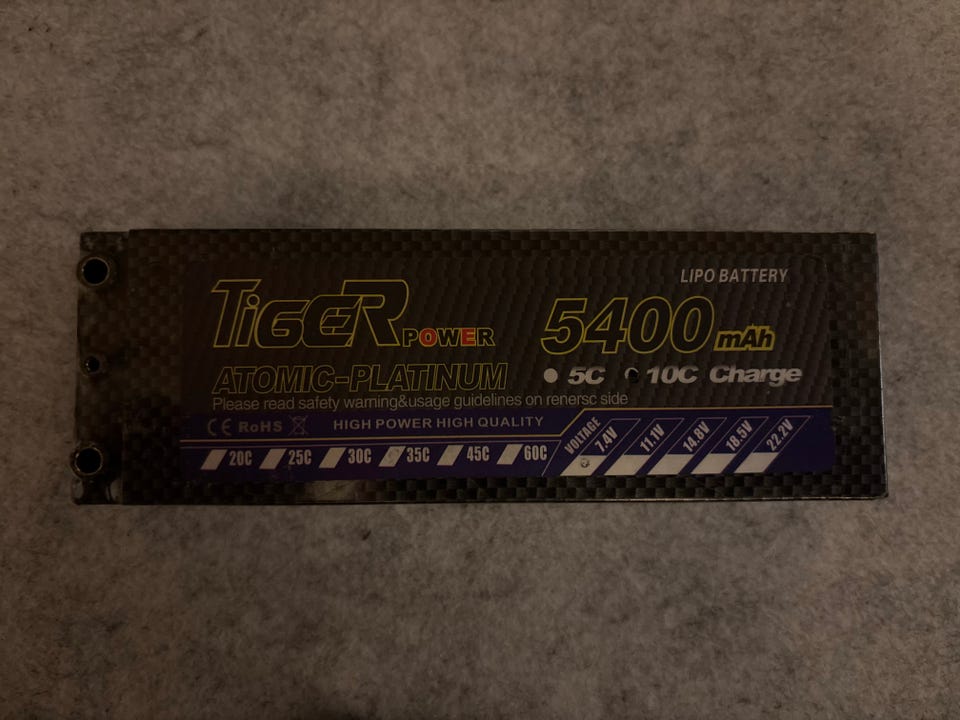 LIPO BATTERY
TiGER POWER
5400 mAh
ATOMIC-PLATINUM
5C 10C Charge
Please read safety warning&usage guidelines on renersc side
CE RoHS
HIGH POWER HIGH QUALITY
20C 25C 30C 35C 45C 60C
VOLTAGE 7.4V 11.1V 14.8V 18.5V 22.2V